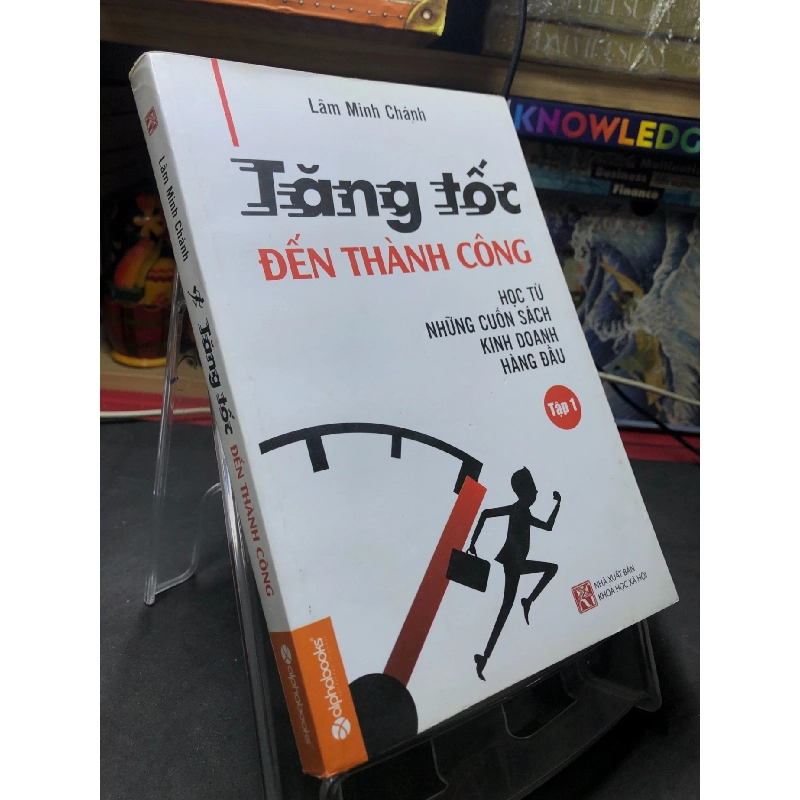 Lâm Minh Chánh
Tăng tốc
ĐẾN THÀNH CÔNG
HỌC TỪ
NHỮNG CUỐN SÁCH
KINH DOANH
HÀNG ĐẦU
Tập 1
NHÀ XUẤT BẢN
KHOA HỌC XÃ HỘI
Lâm Minh Chánh
Tăng tốc
ĐẾN THÀNH CÔNG
alphabooks
KNOWLEDG
Business
Finance